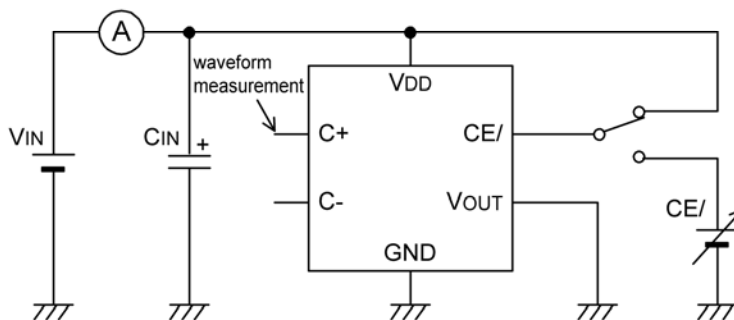 A
waveform
measurement
VDD
VIN
CIN
+
C+
CE/
C-
VOUT
CE/
GND